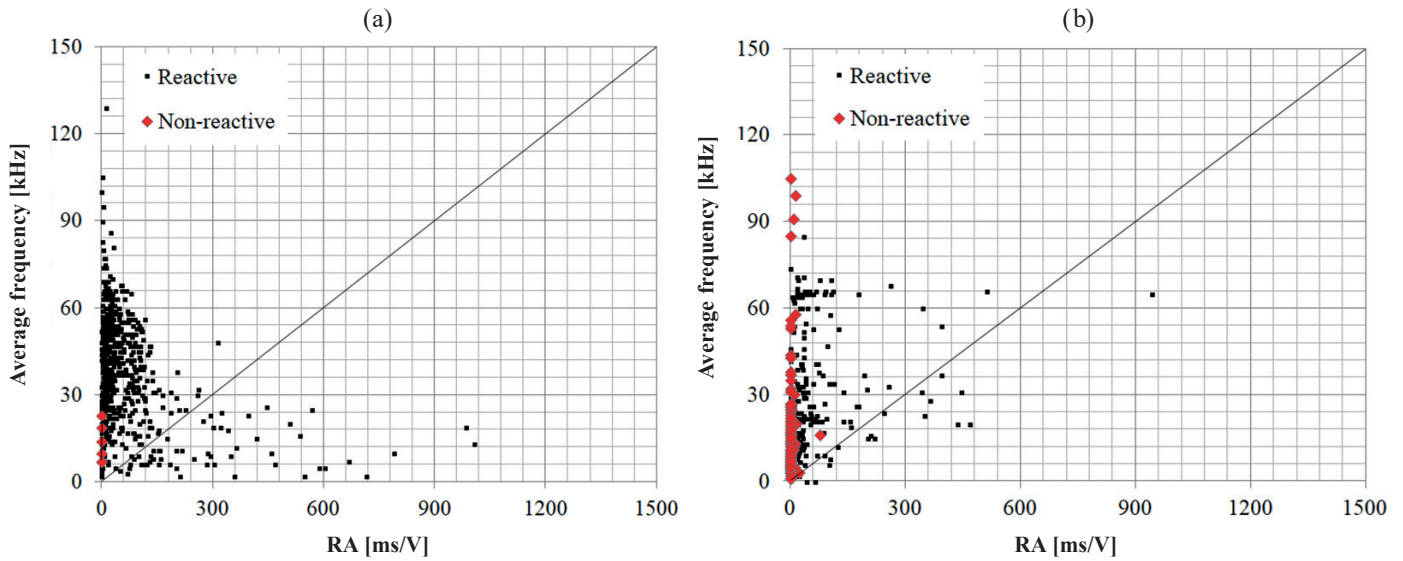 (a)
150
120
90
60
30
0
Average frequency [kHz]
Reactive
Non-reactive
0 300 600 900 1200 1500
RA [ms/V]
(b)
150
120
90
60
30
0
Average frequency [kHz]
Reactive
Non-reactive
0 300 600 900 1200 1500
RA [ms/V]